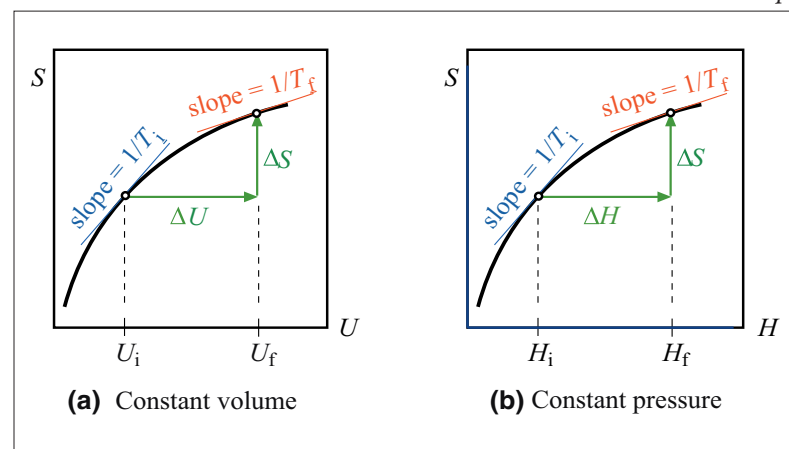 S
slope = 1/T_i
slope = 1/T_f
ΔS
ΔU
U_i
U_f
U
(a) Constant volume
S
slope = 1/T_i
slope = 1/T_f
ΔS
ΔH
H_i
H_f
H
(b) Constant pressure